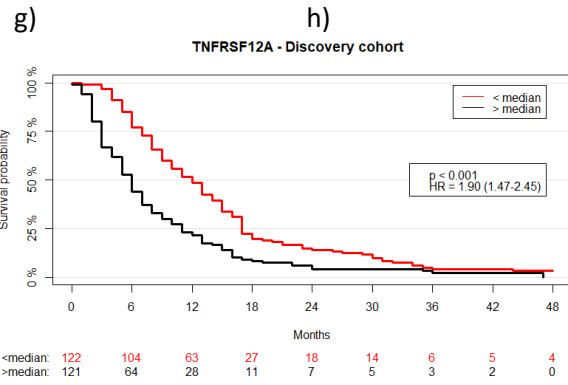 g) h)
TNFRSF12A - Discovery cohort
Survival probability
100 %
75 %
50 %
25 %
0 %
< median
> median
p < 0.001
HR = 1.90 (1.47-2.45)
0 6 12 18 24 30 36 42 48
Months
<median: 122 104 63 27 18 14 6 5 4
>median: 121 64 28 11 7 5 3 2 0